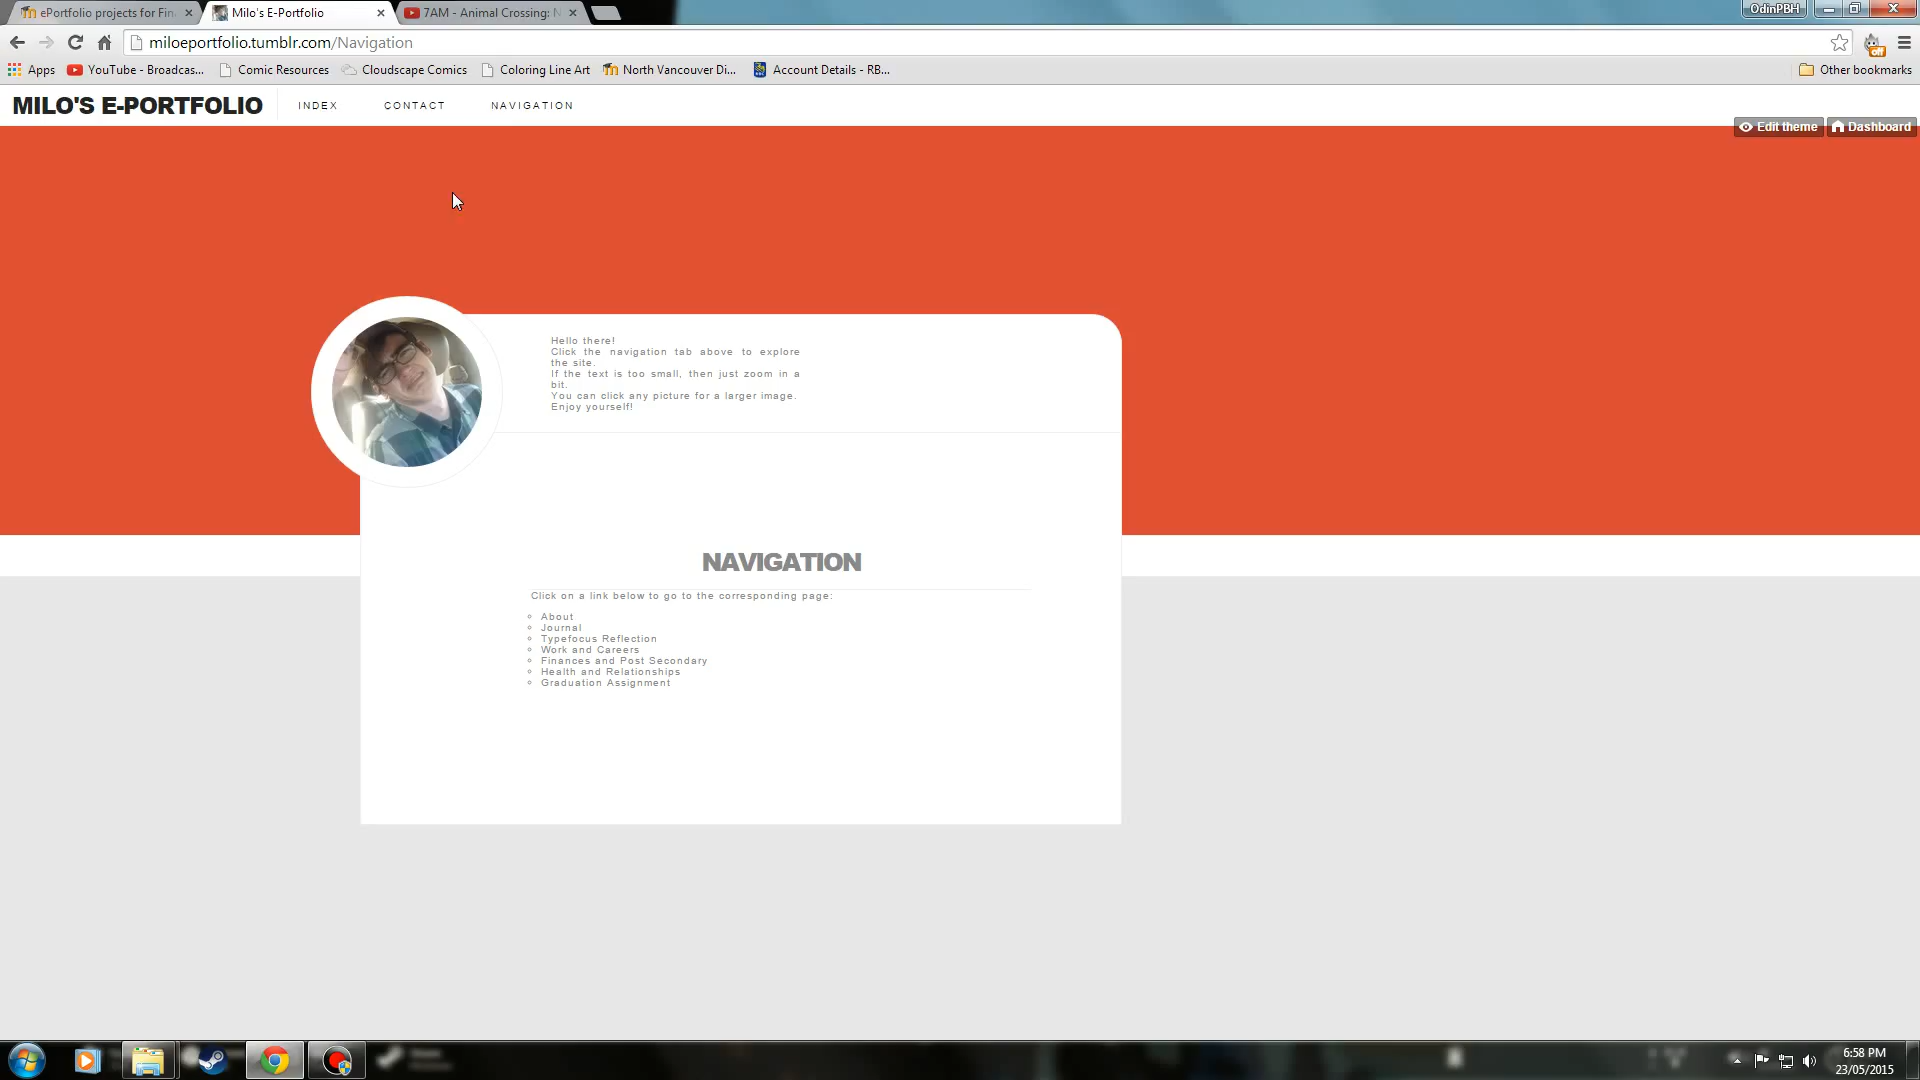 ePortfolio projects for Fin
Milo's E-Portfolio
7AM - Animal Crossing: N
OdinPBH
miloeportfolio.tumblr.com/Navigation
off
Apps
YouTube - Broadcas...
Comic Resources
Cloudscape Comics
Coloring Line Art
North Vancouver Di...
Account Details - RB...
Other bookmarks
MILO'S E-PORTFOLIO
INDEX
CONTACT
NAVIGATION
Edit theme
Dashboard
Hello there!
Click the navigation tab above to explore
the site.
If the text is too small, then just zoom in a
bit.
You can click any picture for a larger image.
Enjoy yourself!
NAVIGATION
Click on a link below to go to the corresponding page:
About
Journal
Typefocus Reflection
Work and Careers
Finances and Post Secondary
Health and Relationships
Graduation Assignment
6:58 PM
23/05/2015